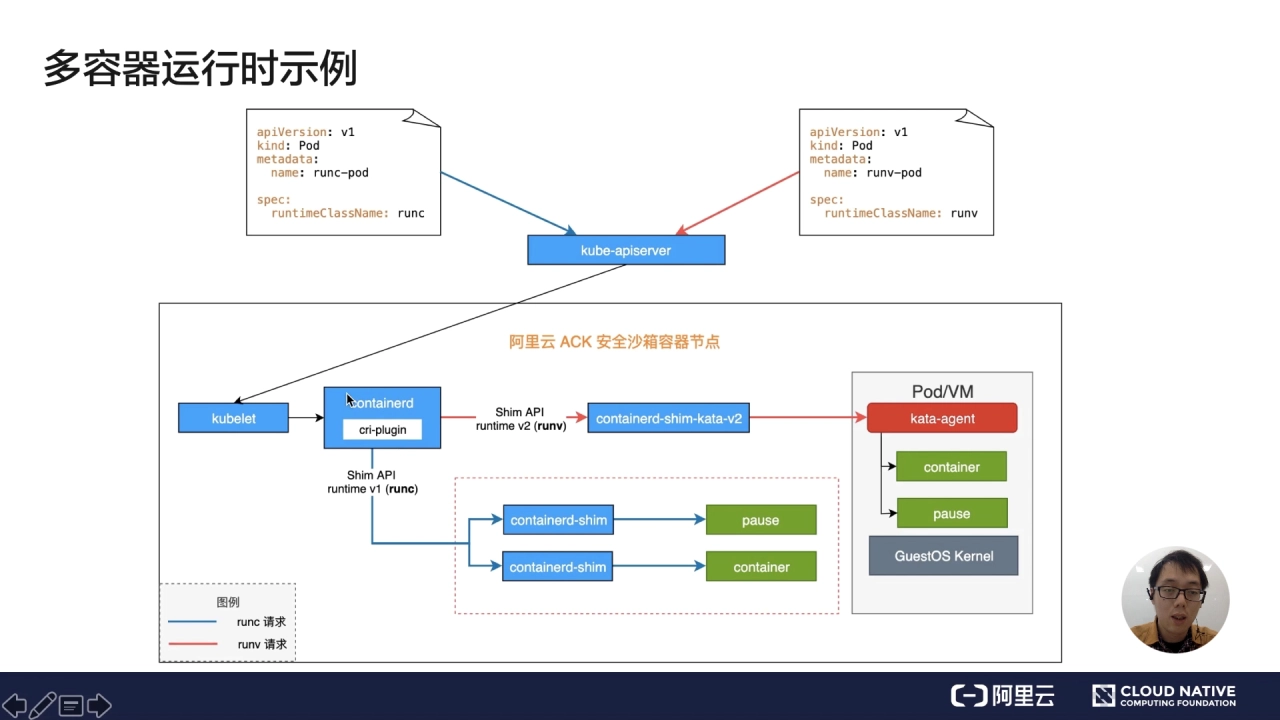 多容器运行时示例
apiVersion: v1
kind: Pod
metadata:
name: runc-pod
spec:
runtimeClassName: runc
apiVersion: v1
kind: Pod
metadata:
name: runv-pod
spec:
runtimeClassName: runv
kube-apiserver
阿里云 ACK 安全沙箱容器节点
kubelet
containerd
cri-plugin
Shim API
runtime v2 (runv)
containerd-shim-kata-v2
Pod/VM
kata-agent
container
pause
GuestOS Kernel
Shim API
runtime v1 (runc)
containerd-shim
pause
containerd-shim
container
图例
runc 请求
runv 请求
阿里云
CLOUD NATIVE
COMPUTING FOUNDATION